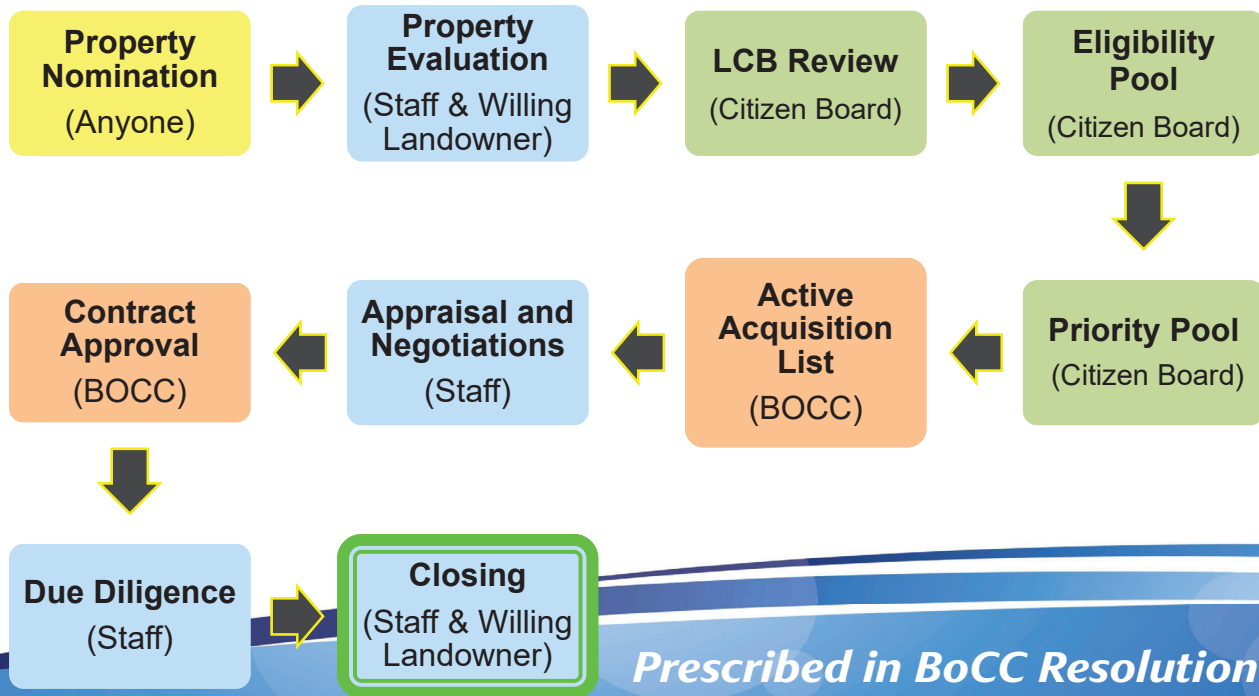 Property
Nomination
(Anyone)
Property
Evaluation
(Staff & Willing
Landowner)
LCB Review
(Citizen Board)
Eligibility
Pool
(Citizen Board)
Priority Pool
(Citizen Board)
Active
Acquisition
List
(BOCC)
Appraisal and
Negotiations
(Staff)
Contract
Approval
(BOCC)
Due Diligence
(Staff)
Closing
(Staff & Willing
Landowner)
Prescribed in BoCC Resolution